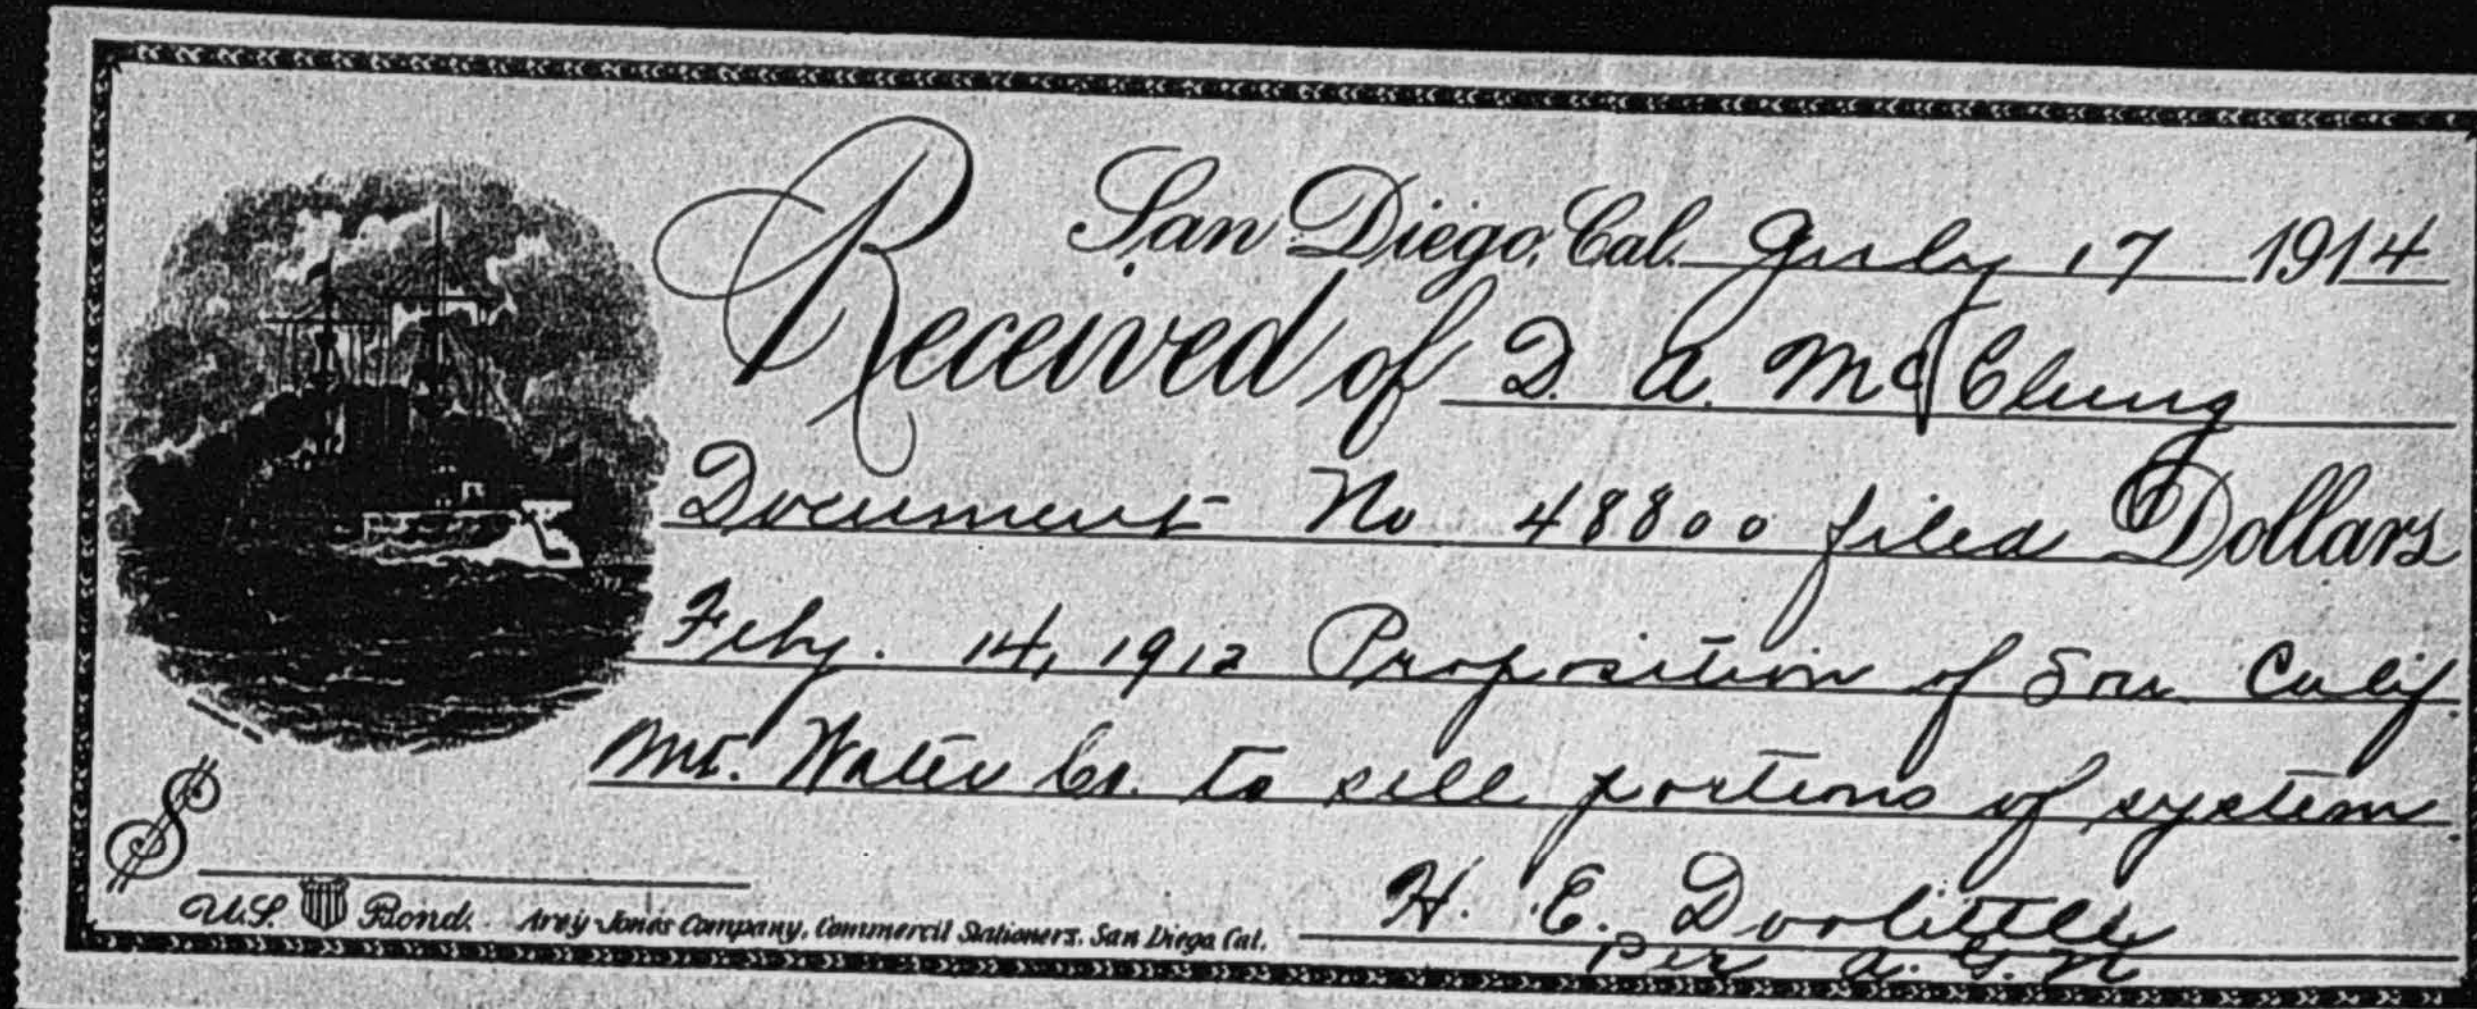 San Diego, Cal. July 17 1914
Received of D. A. McClung
Document No 48800 filed Dollars
Feby. 14, 1912 Proposition of Sou Calif.
Mt. Water Co. to sell portions of system.
$
H. E. Doolittle
Per A. G. N
U.S. Bond. Arey-Jones Company, Commercil Stationers. San Diego. Cal.